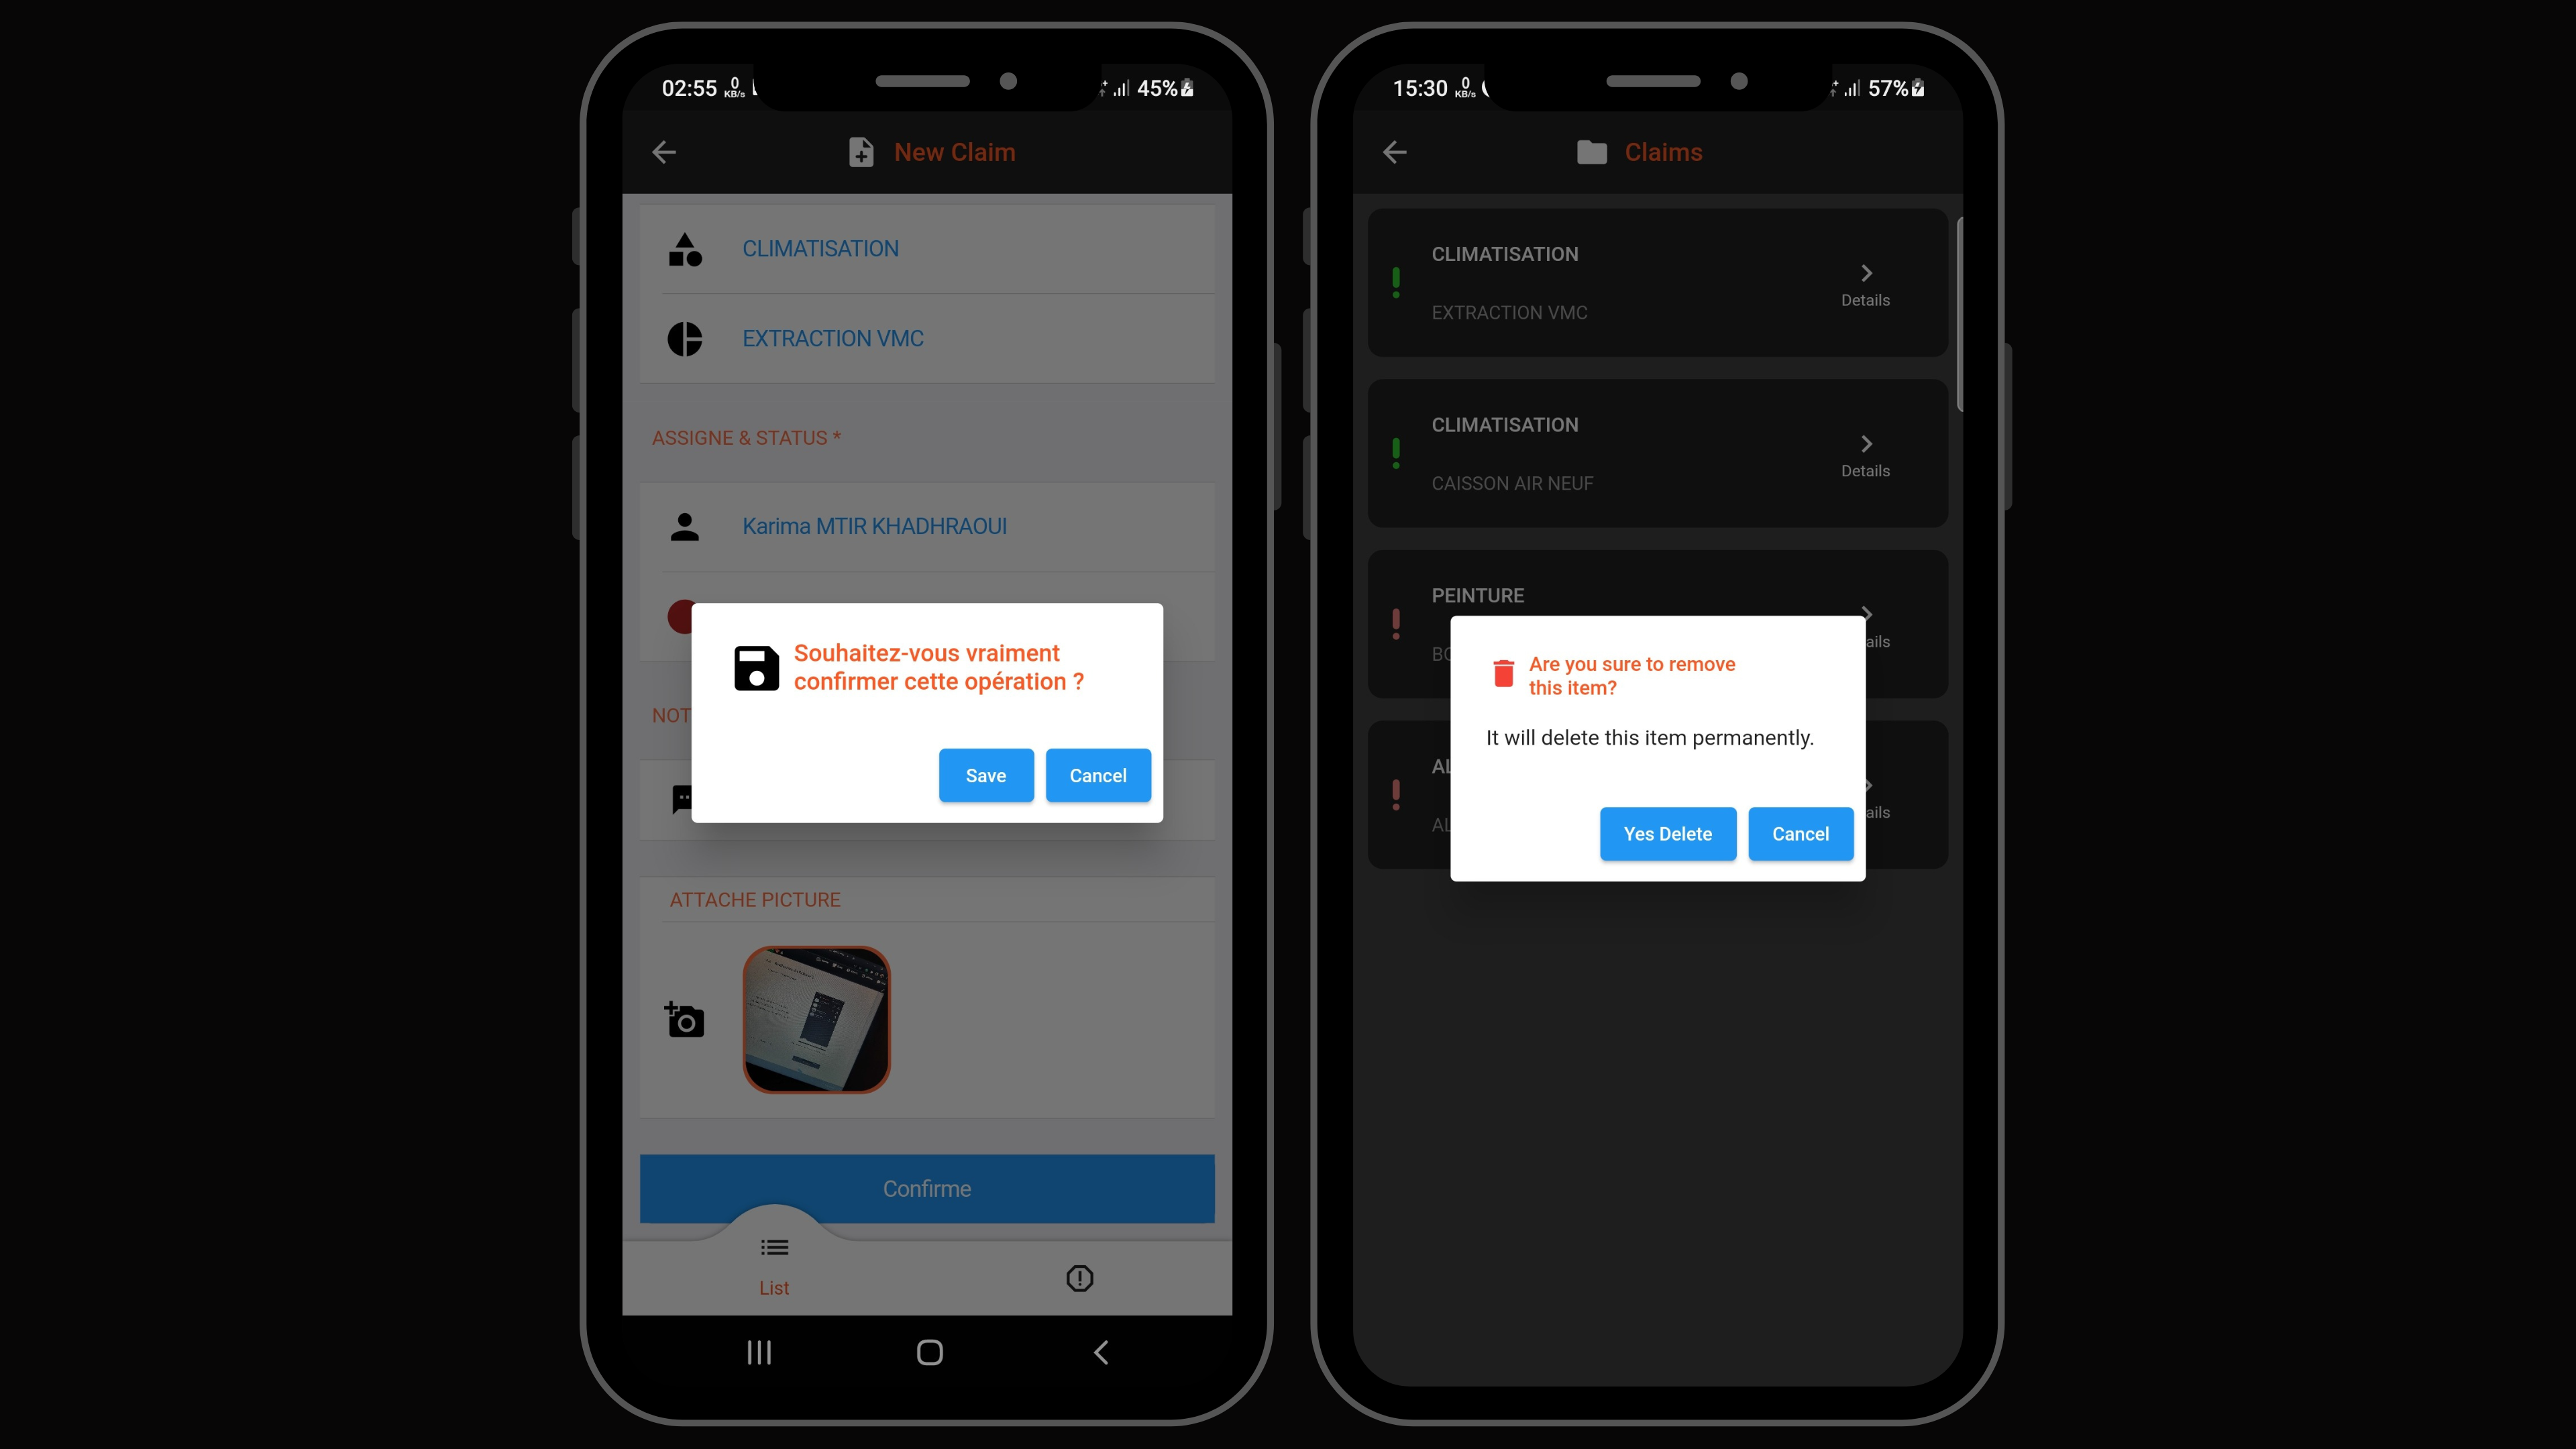 02:55 0 KB/s 45%
New Claim
CLIMATISATION
EXTRACTION VMC
ASSIGNE & STATUS *
Karima MTIR KHADHRAOUI
Souhaitez-vous vraiment
confirmer cette opération ?
NOT
Save Cancel
ATTACHE PICTURE
Confirme
List
15:30 0 KB/s 57%
Claims
CLIMATISATION
Details
EXTRACTION VMC
CLIMATISATION
Details
CAISSON AIR NEUF
PEINTURE
ails
BO
Are you sure to remove
this item?
It will delete this item permanently.
AL
ails
AL
Yes Delete Cancel